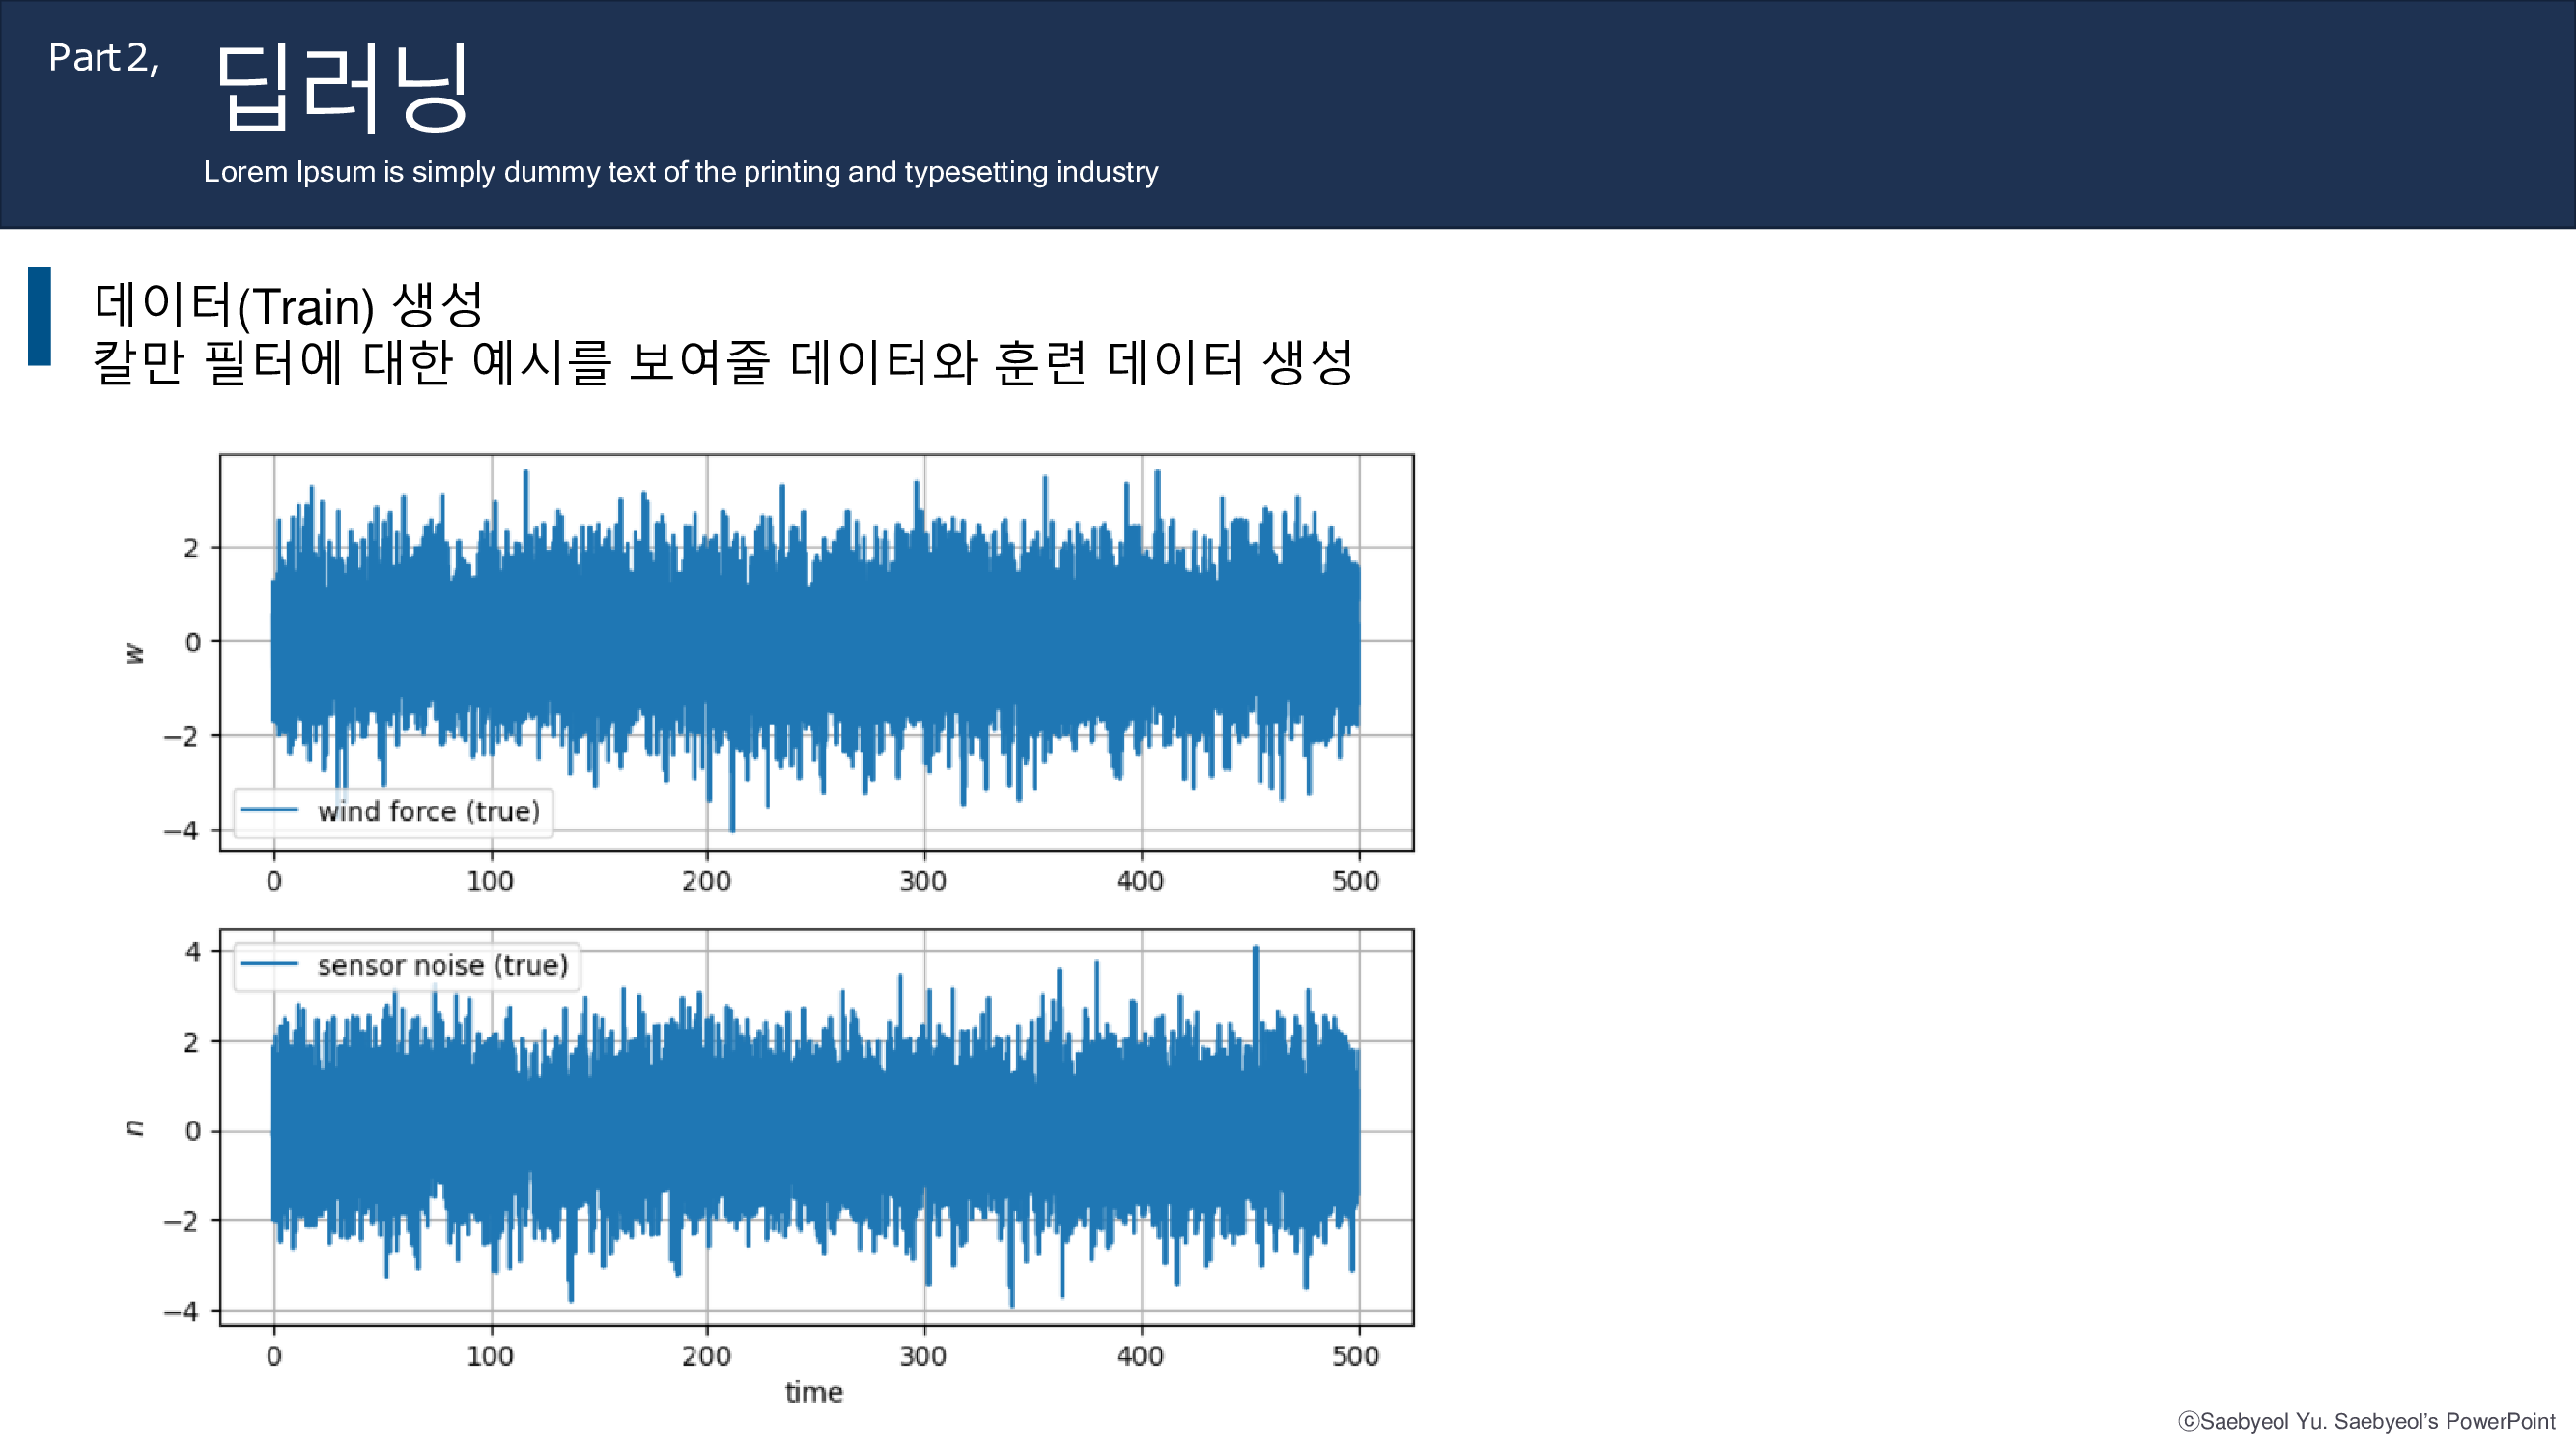 Part 2,
딥러닝
Lorem Ipsum is simply dummy text of the printing and typesetting industry
데이터(Train) 생성
칼만 필터에 대한 예시를 보여줄 데이터와 훈련 데이터 생성
2
0
−2
−4
w
wind force (true)
0 100 200 300 400 500
4
2
0
−2
−4
n
sensor noise (true)
0 100 200 300 400 500
time
ⓒSaebyeol Yu. Saebyeol’s PowerPoint